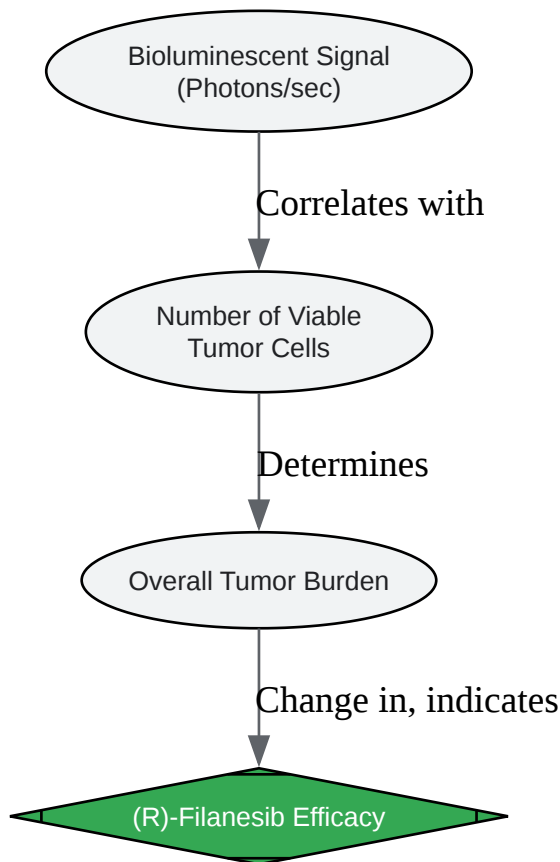 Bioluminescent Signal
(Photons/sec)
Correlates with
Number of Viable
Tumor Cells
Determines
Overall Tumor Burden
Change in, indicates
(R)-Filanesib Efficacy